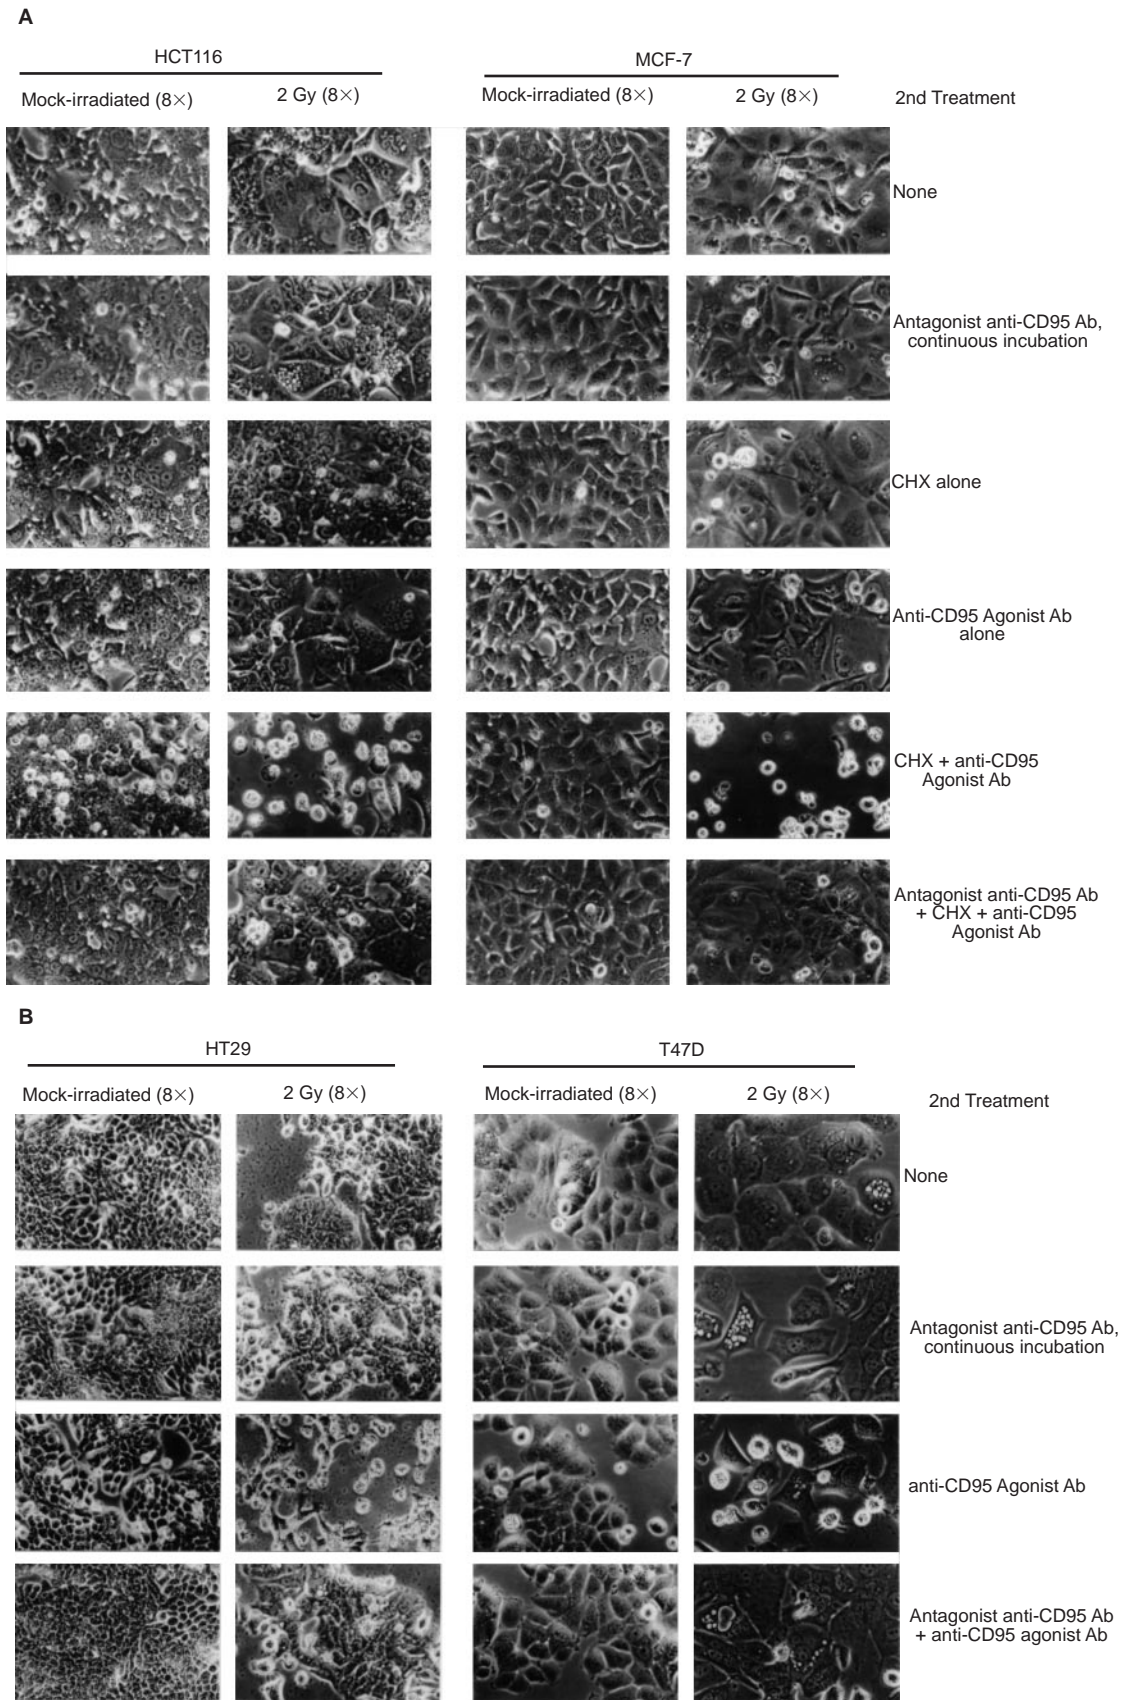 A
HCT116
MCF-7
Mock-irradiated (8×)
2 Gy (8×)
Mock-irradiated (8×)
2 Gy (8×)
2nd Treatment
None
Antagonist anti-CD95 Ab,
continuous incubation
CHX alone
Anti-CD95 Agonist Ab
alone
CHX + anti-CD95
Agonist Ab
Antagonist anti-CD95 Ab
+ CHX + anti-CD95
Agonist Ab
B
HT29
T47D
Mock-irradiated (8×)
2 Gy (8×)
Mock-irradiated (8×)
2 Gy (8×)
2nd Treatment
None
Antagonist anti-CD95 Ab,
continuous incubation
anti-CD95 Agonist Ab
Antagonist anti-CD95 Ab
+ anti-CD95 agonist Ab